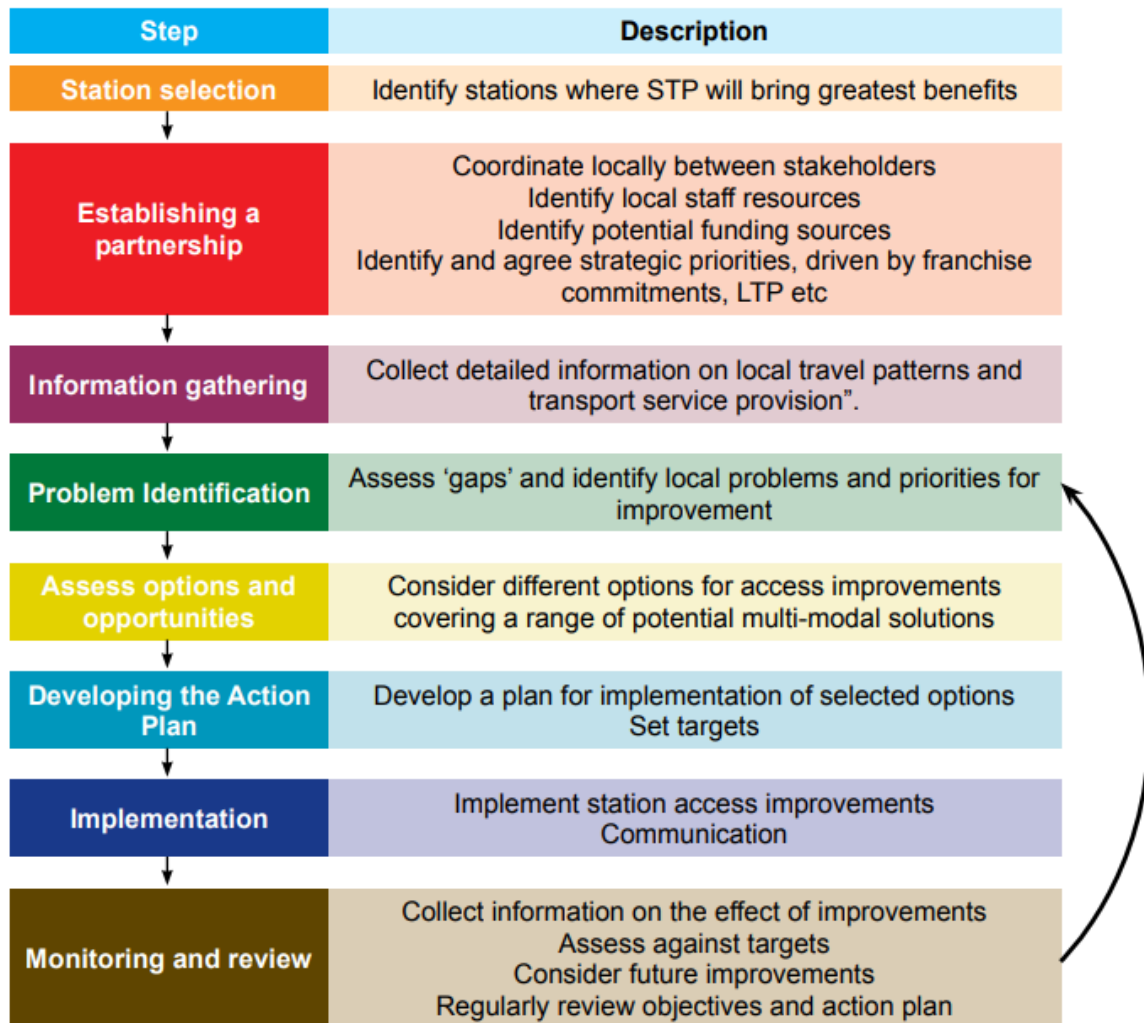 Step
Description
Station selection
Identify stations where STP will bring greatest benefits
Establishing a
partnership
Coordinate locally between stakeholders
Identify local staff resources
Identify potential funding sources
Identify and agree strategic priorities, driven by franchise
commitments, LTP etc
Information gathering
Collect detailed information on local travel patterns and
transport service provision”.
Problem Identification
Assess ‘gaps’ and identify local problems and priorities for
improvement
Assess options and
opportunities
Consider different options for access improvements
covering a range of potential multi-modal solutions
Developing the Action
Plan
Develop a plan for implementation of selected options
Set targets
Implementation
Implement station access improvements
Communication
Monitoring and review
Collect information on the effect of improvements
Assess against targets
Consider future improvements
Regularly review objectives and action plan